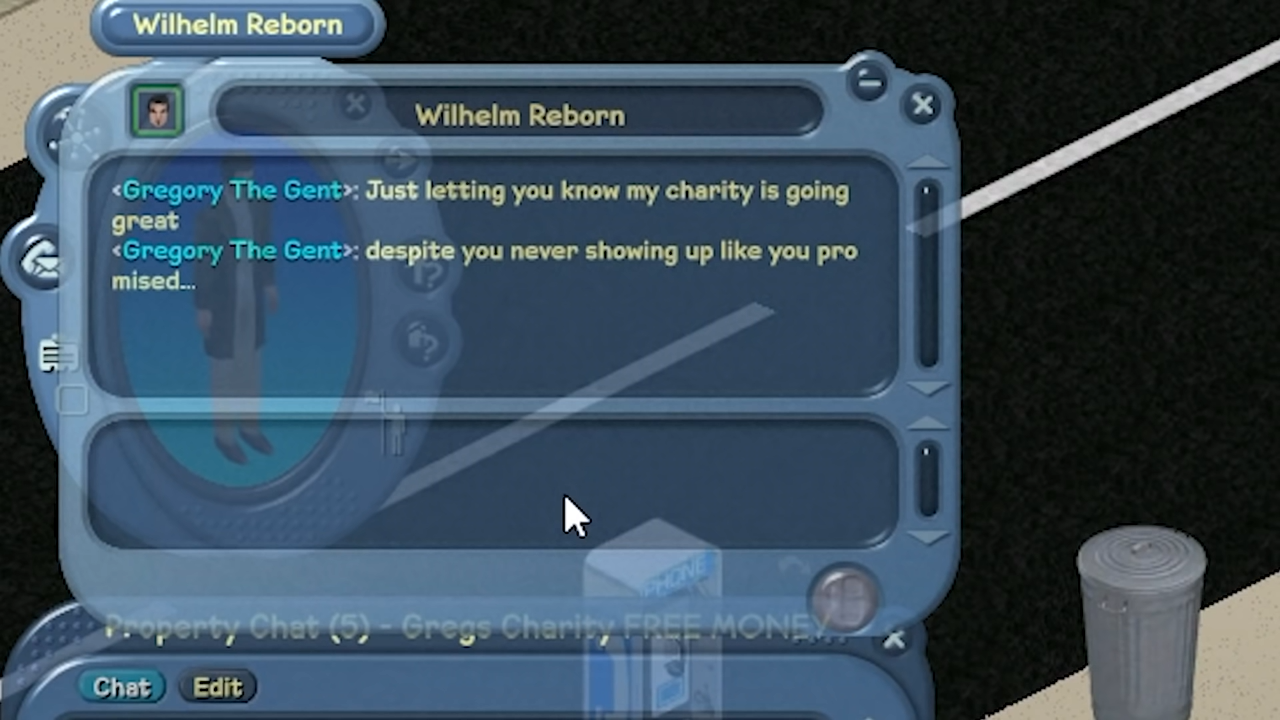 Wilhelm Reborn
Wilhelm Reborn
<Gregory The Gent>: Just letting you know my charity is going
great
<Gregory The Gent>: despite you never showing up like you pro
mised...
PHONE
Property Chat (5) - Gregs Charity FREE MONEY...
Chat
Edit